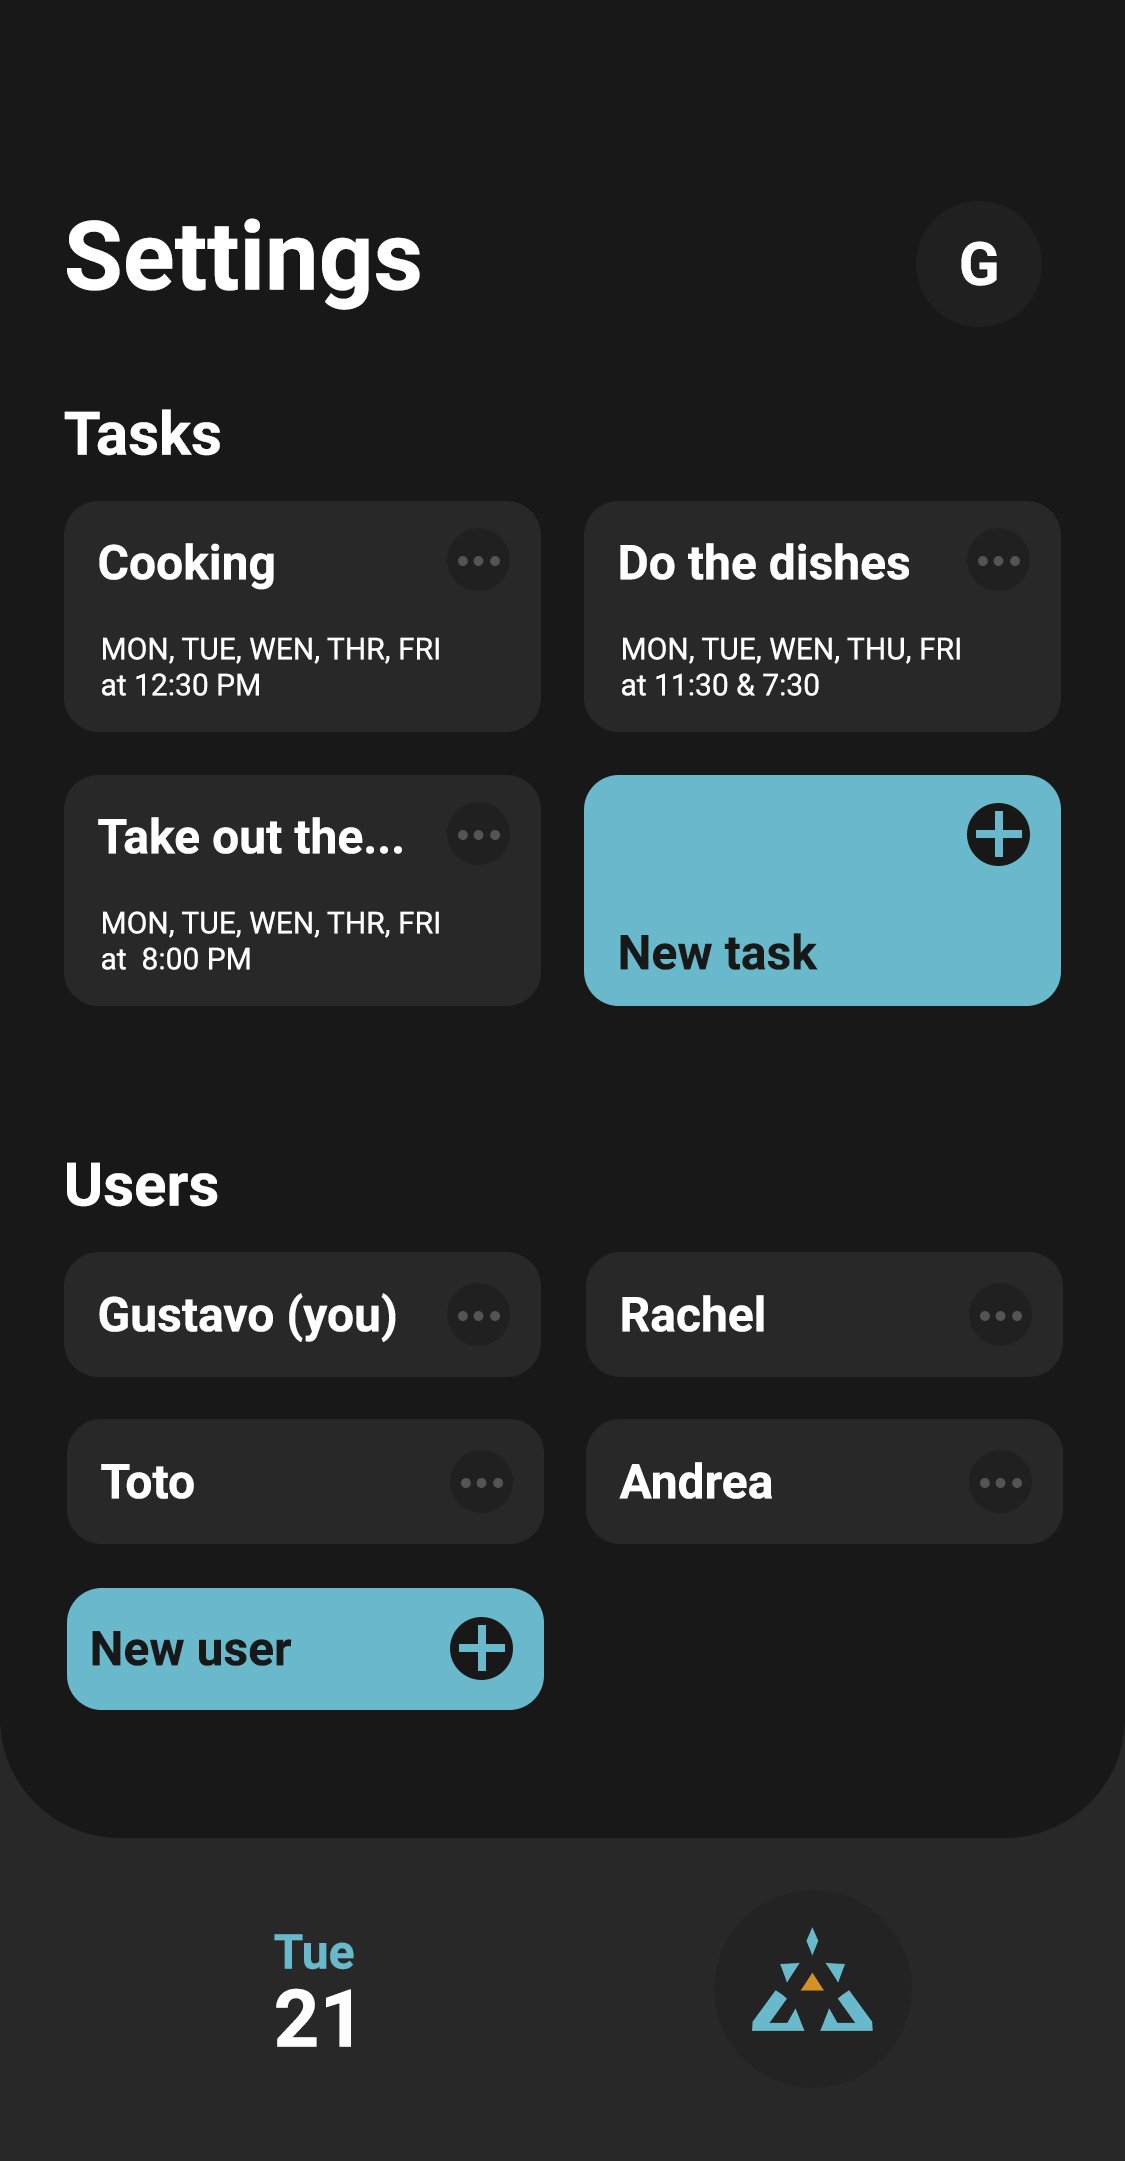 Settings
G
Tasks
Cooking
MON, TUE, WEN, THR, FRI
at 12:30 PM
Do the dishes
MON, TUE, WEN, THU, FRI
at 11:30 & 7:30
Take out the...
MON, TUE, WEN, THR, FRI
at  8:00 PM
New task
Users
Gustavo (you)
Rachel
Toto
Andrea
New user
Tue
21